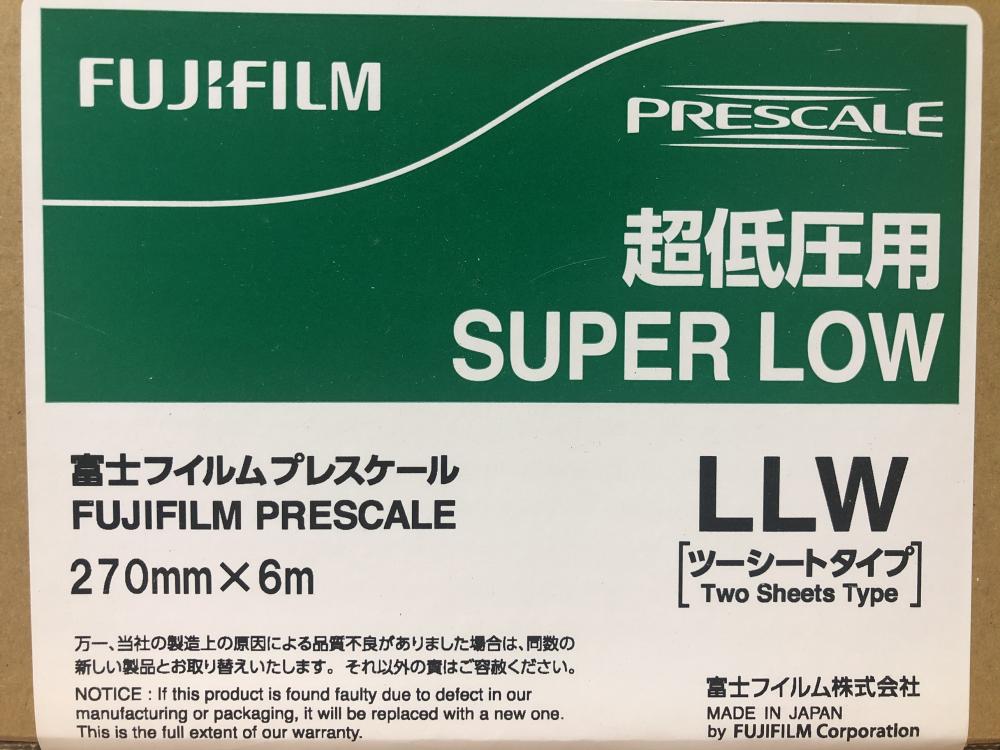 FUJIFILM
PRESCALE
超低圧用
SUPER LOW
富士フイルムプレスケール
FUJIFILM PRESCALE
270mm×6m
LLW
[ツーシートタイプ
Two Sheets Type]
万一、当社の製造上の原因による品質不良がありました場合は、同数の
新しい製品とお取り替えいたします。それ以外の責はご容赦ください。
NOTICE : If this product is found faulty due to defect in our
manufacturing or packaging, it will be replaced with a new one.
This is the full extent of our warranty.
富士フイルム株式会社
MADE IN JAPAN
by FUJIFILM Corporation